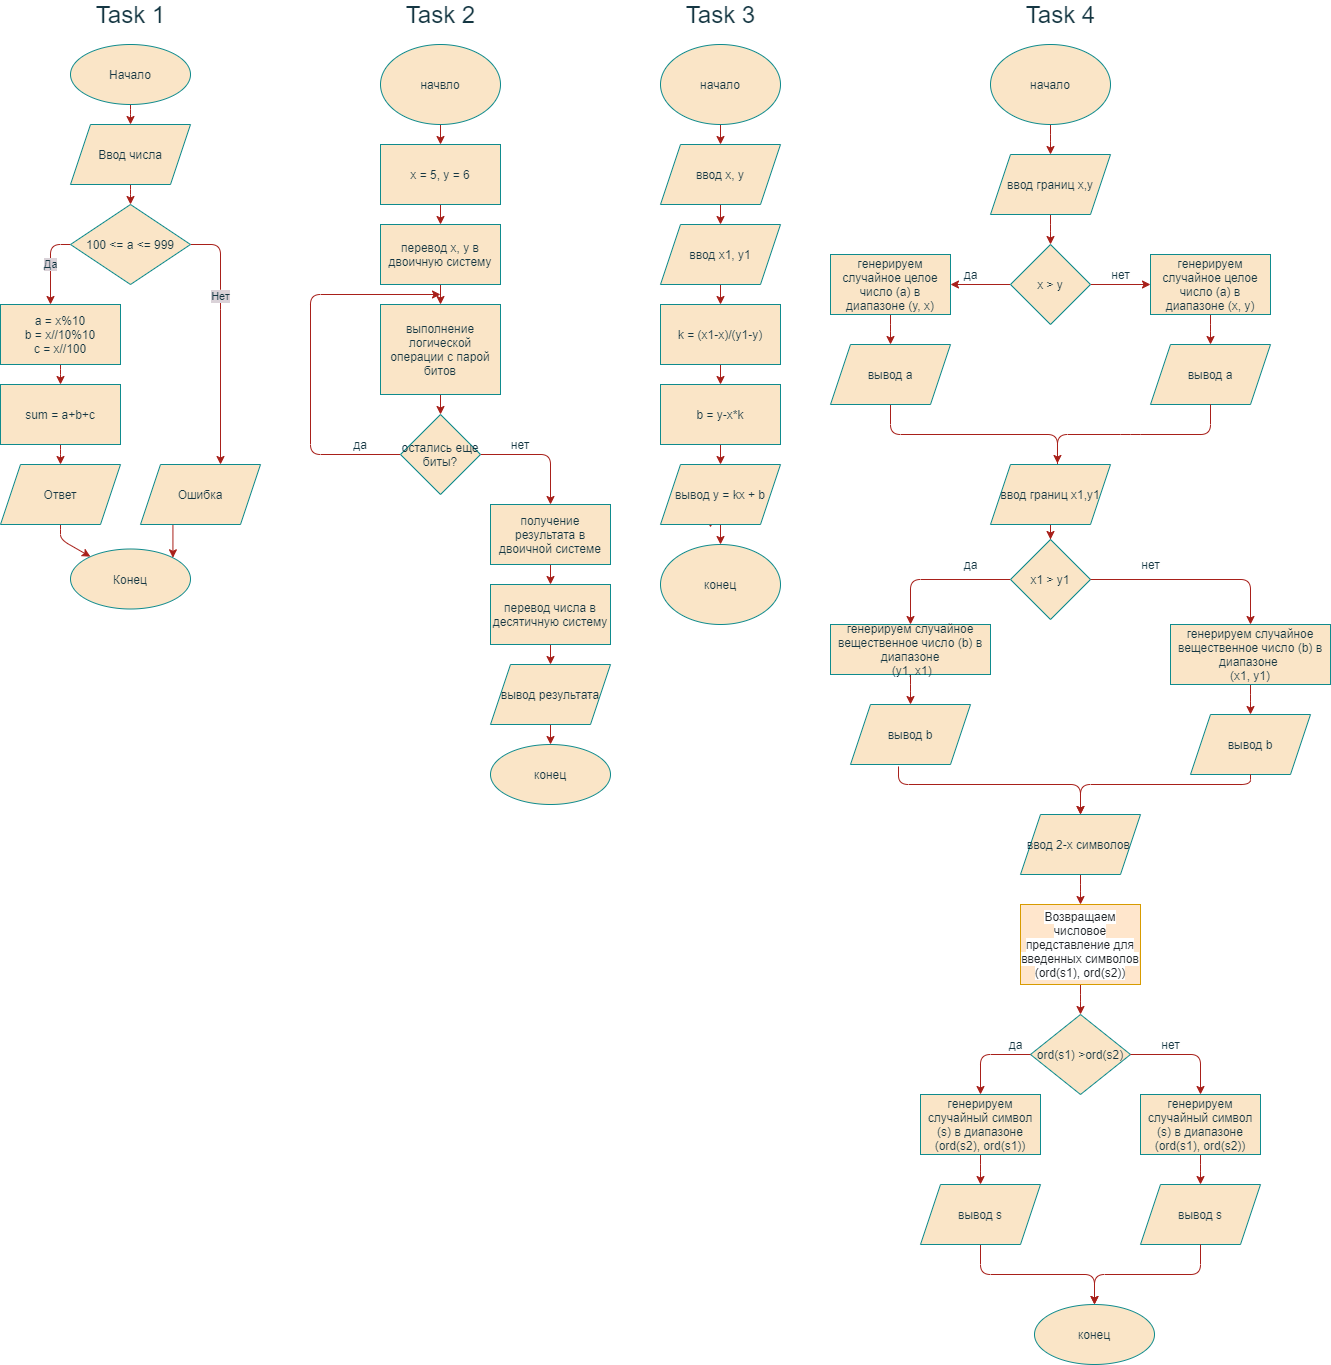 Task 1
Начало
Ввод числа
100 <= a <= 999
Да
Нет
a = x%10
b = x//10%10
c = x//100
sum = a+b+c
Ответ
Ошибка
Конец
Task 2
начвло
x = 5, y = 6
перевод x, y в
двоичную систему
выполнение
логической
операции с парой
битов
остались еще
биты?
да
нет
получение
результата в
двоичной системе
перевод числа в
десятичную систему
вывод результата
конец
Task 3
начало
ввод x, y
ввод x1, y1
k = (x1-x)/(y1-y)
b = y-x*k
вывод y = kx + b
конец
Task 4
начало
ввод границ x,y
x > y
да
нет
генерируем
случайное целое
число (a) в
диапазоне (y, x)
генерируем
случайное целое
число (a) в
диапазоне (x, y)
вывод a
вывод a
ввод границ x1,y1
x1 > y1
да
нет
генерируем случайное
вещественное число (b) в
диапазоне
(y1, x1)
генерируем случайное
вещественное число (b) в
диапазоне
(x1, y1)
вывод b
вывод b
ввод 2-х символов
Возвращаем
числовое
представление для
введенных символов
(ord(s1), ord(s2))
ord(s1) >ord(s2)
да
нет
генерируем
случайный символ
(s) в диапазоне
(ord(s2), ord(s1))
генерируем
случайный символ
(s) в диапазоне
(ord(s1), ord(s2))
вывод s
вывод s
конец